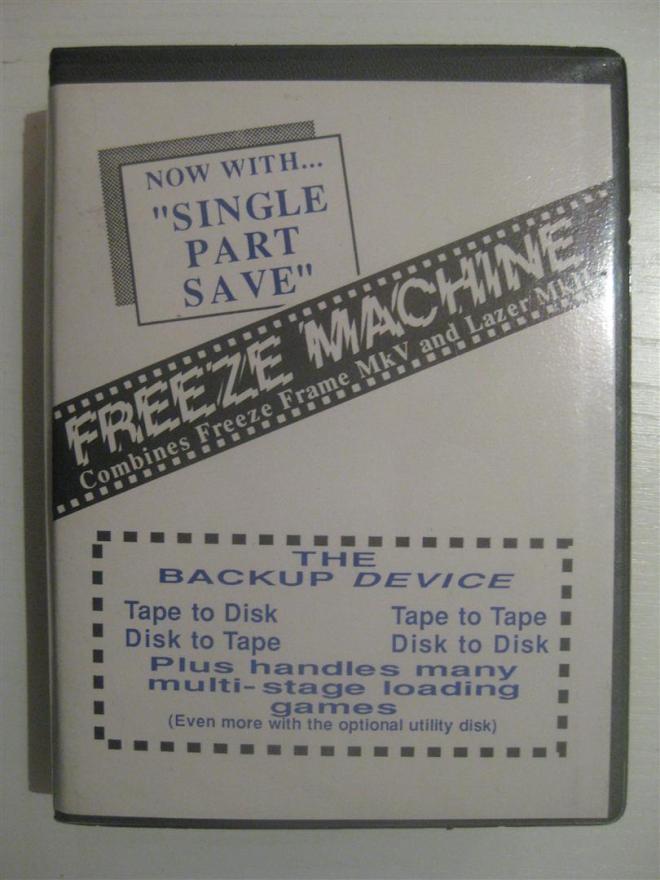 NOW WITH...
"SINGLE
PART
SAVE"
FREEZE MACHINE
Combines Freeze Frame MkV and Lazer
THE
BACKUP DEVICE
Tape to Disk Tape to Tape
Disk to Tape Disk to Disk
Plus handles many
multi-stage loading
games
(Even more with the optional utility disk)